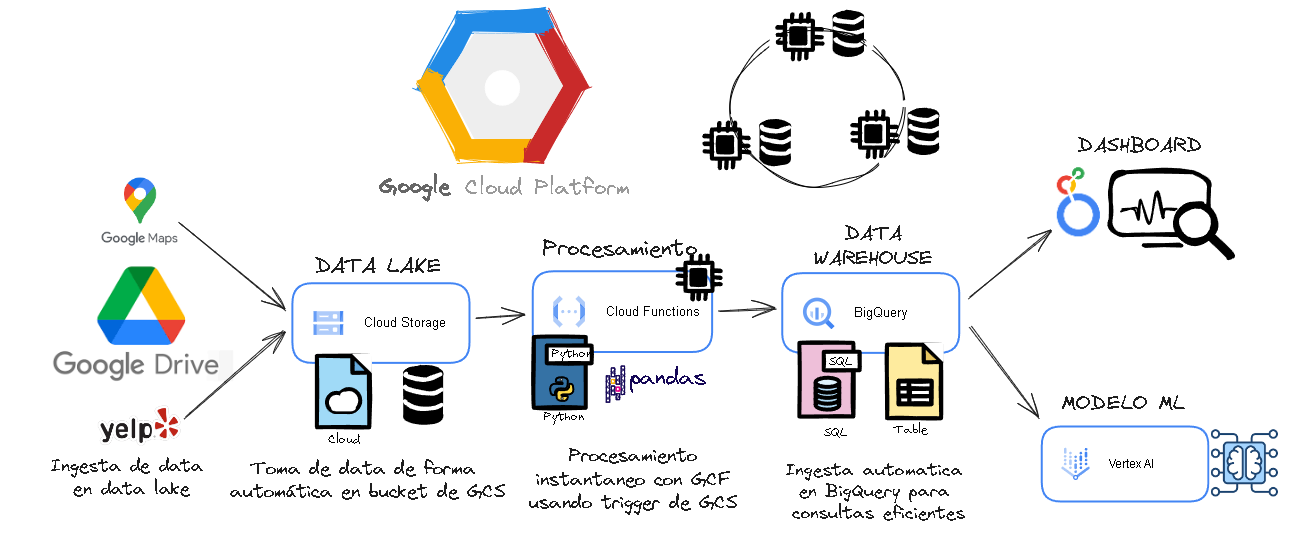 Google Cloud Platform
Google Maps
Google Drive
yelp
Ingesta de data
en data lake
DATA LAKE
Cloud Storage
Cloud
Toma de data de forma
automática en bucket de GCS
Procesamiento
Cloud Functions
Python
Python
pandas
Procesamiento
instantaneo con GCF
usando trigger de GCS
DATA
WAREHOUSE
BigQuery
SQL
SQL
Table
Ingesta automatica
en BigQuery para
consultas eficientes
DASHBOARD
MODELO ML
Vertex AI